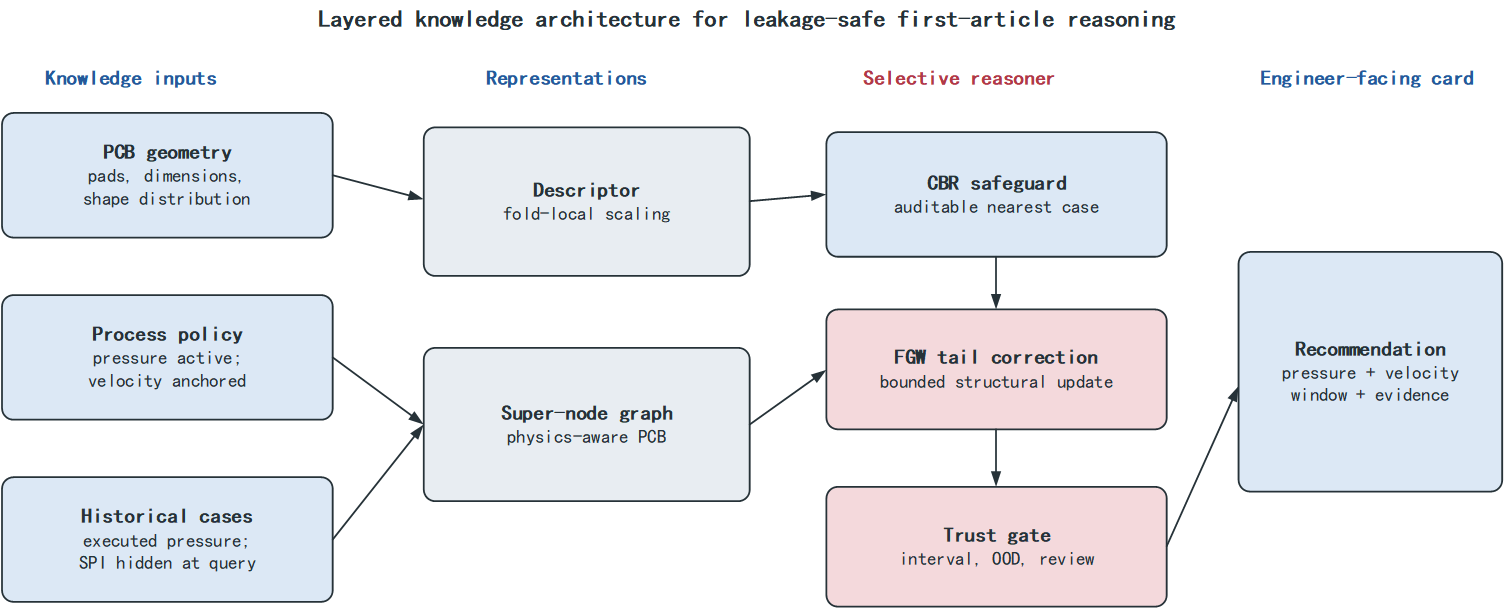 Layered knowledge architecture for leakage-safe first-article reasoning
Knowledge inputs
Representations
Selective reasoner
Engineer-facing card
PCB geometry
pads, dimensions,
shape distribution
Descriptor
fold-local scaling
CBR safeguard
auditable nearest case
Process policy
pressure active;
velocity anchored
Super-node graph
physics-aware PCB
FGW tail correction
bounded structural update
Recommendation
pressure + velocity
window + evidence
Historical cases
executed pressure;
SPI hidden at query
Trust gate
interval, OOD, review